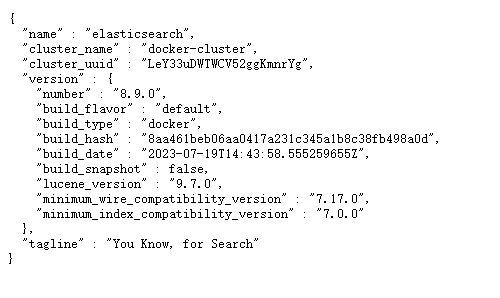 {
  "name" : "elasticsearch",
  "cluster_name" : "docker-cluster",
  "cluster_uuid" : "LeY33uDWTWCV52ggKmnrYg",
  "version" : {
    "number" : "8.9.0",
    "build_flavor" : "default",
    "build_type" : "docker",
    "build_hash" : "8aa461beb06aa0417a231c345a1b8c38fb498a0d",
    "build_date" : "2023-07-19T14:43:58.555259655Z",
    "build_snapshot" : false,
    "lucene_version" : "9.7.0",
    "minimum_wire_compatibility_version" : "7.17.0",
    "minimum_index_compatibility_version" : "7.0.0"
  },
  "tagline" : "You Know, for Search"
}